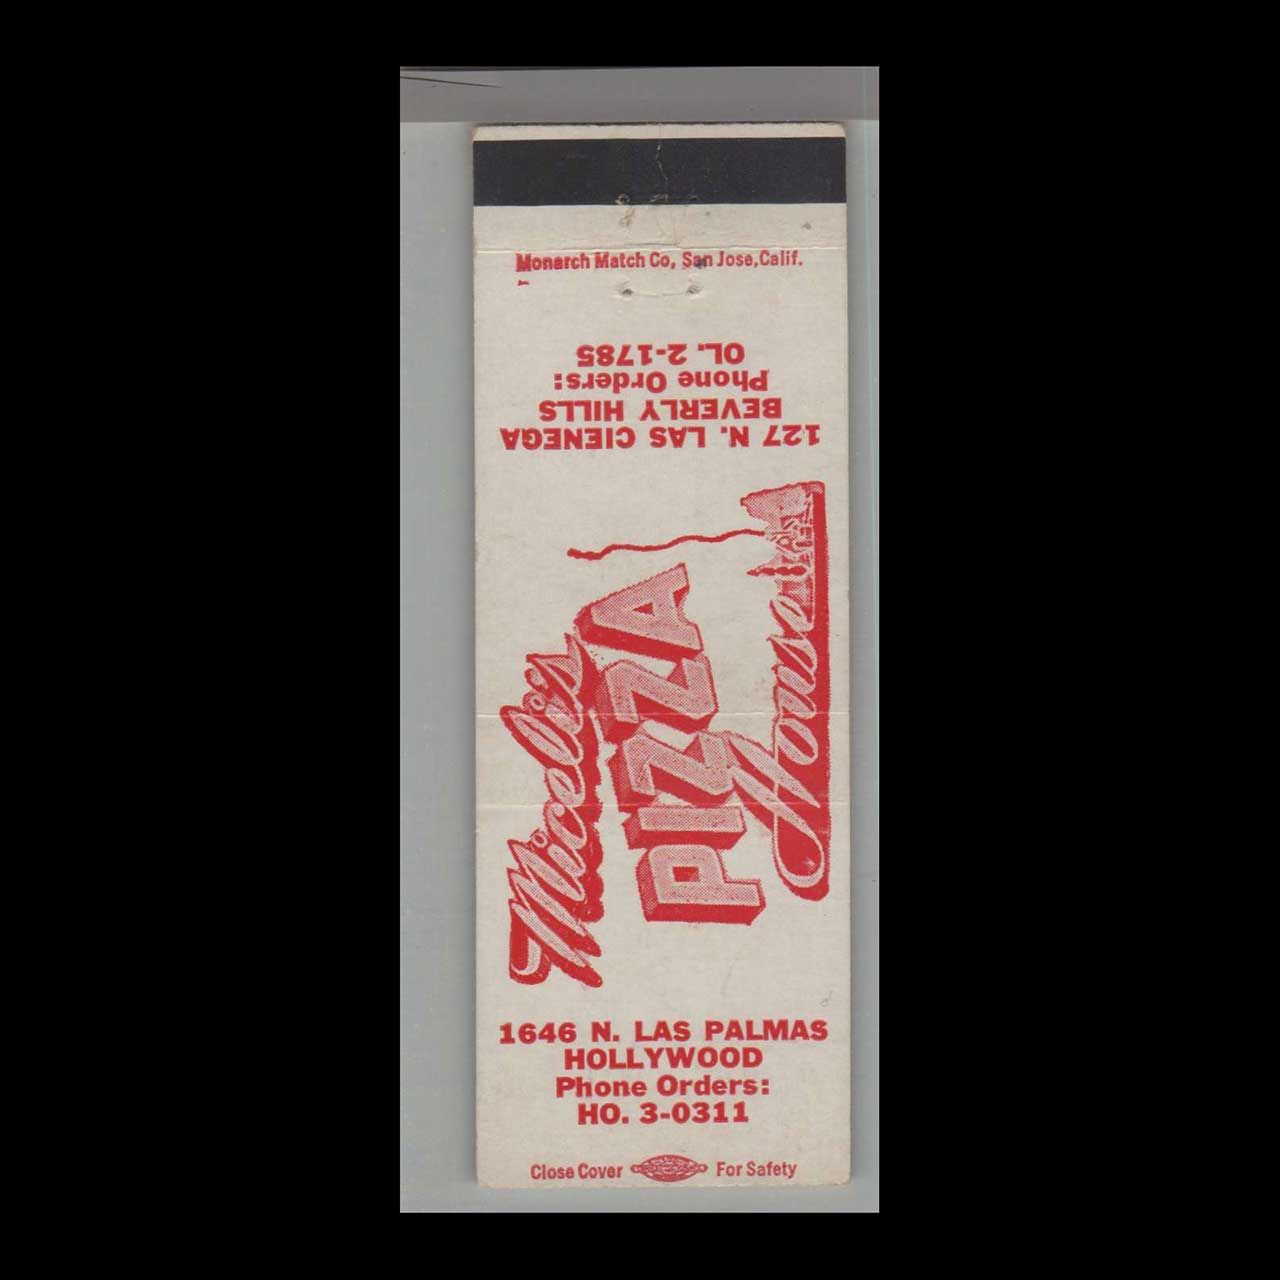 Monarch Match Co, San Jose, Calif.
127 N. LAS CIENEGA
BEVERLY HILLS
Phone Orders:
OL. 2-1785
Miceli's
PIZZA
House
1646 N. LAS PALMAS
HOLLYWOOD
Phone Orders:
HO. 3-0311
Close Cover For Safety